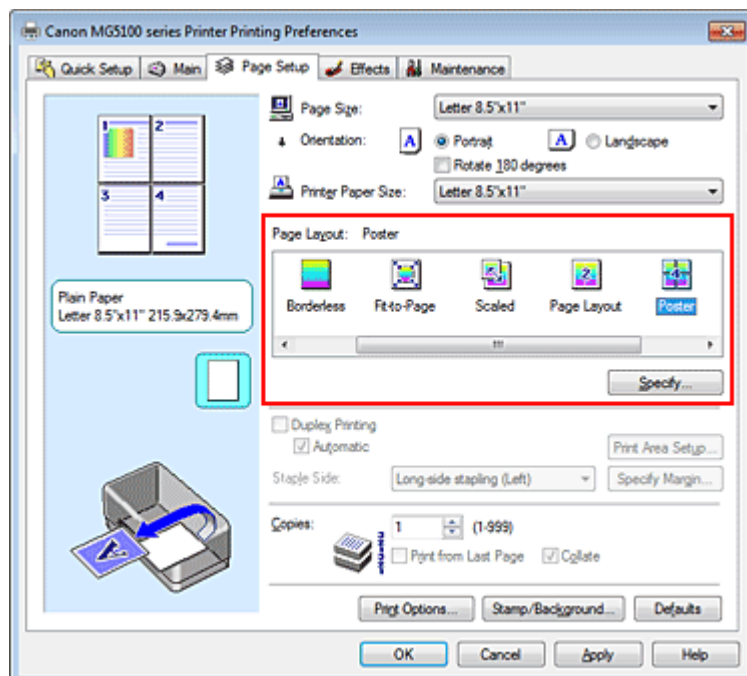 Canon MG5100 series Printer Printing Preferences
Quick Setup Main Page Setup Effects Maintenance
1 2
3 4
Plain Paper
Letter 8.5"x11" 215.9x279.4mm
Page Size: Letter 8.5"x11"
Orientation: A Portrait A Landscape
Rotate 180 degrees
Printer Paper Size: Letter 8.5"x11"
Page Layout: Poster
Borderless Fit-to-Page Scaled Page Layout Poster
Specify...
Duplex Printing
Automatic Print Area Setup...
Staple Side: Long-side stapling (Left) Specify Margin...
Copies: 1 (1-999)
Print from Last Page Collate
Print Options... Stamp/Background... Defaults
OK Cancel Apply Help